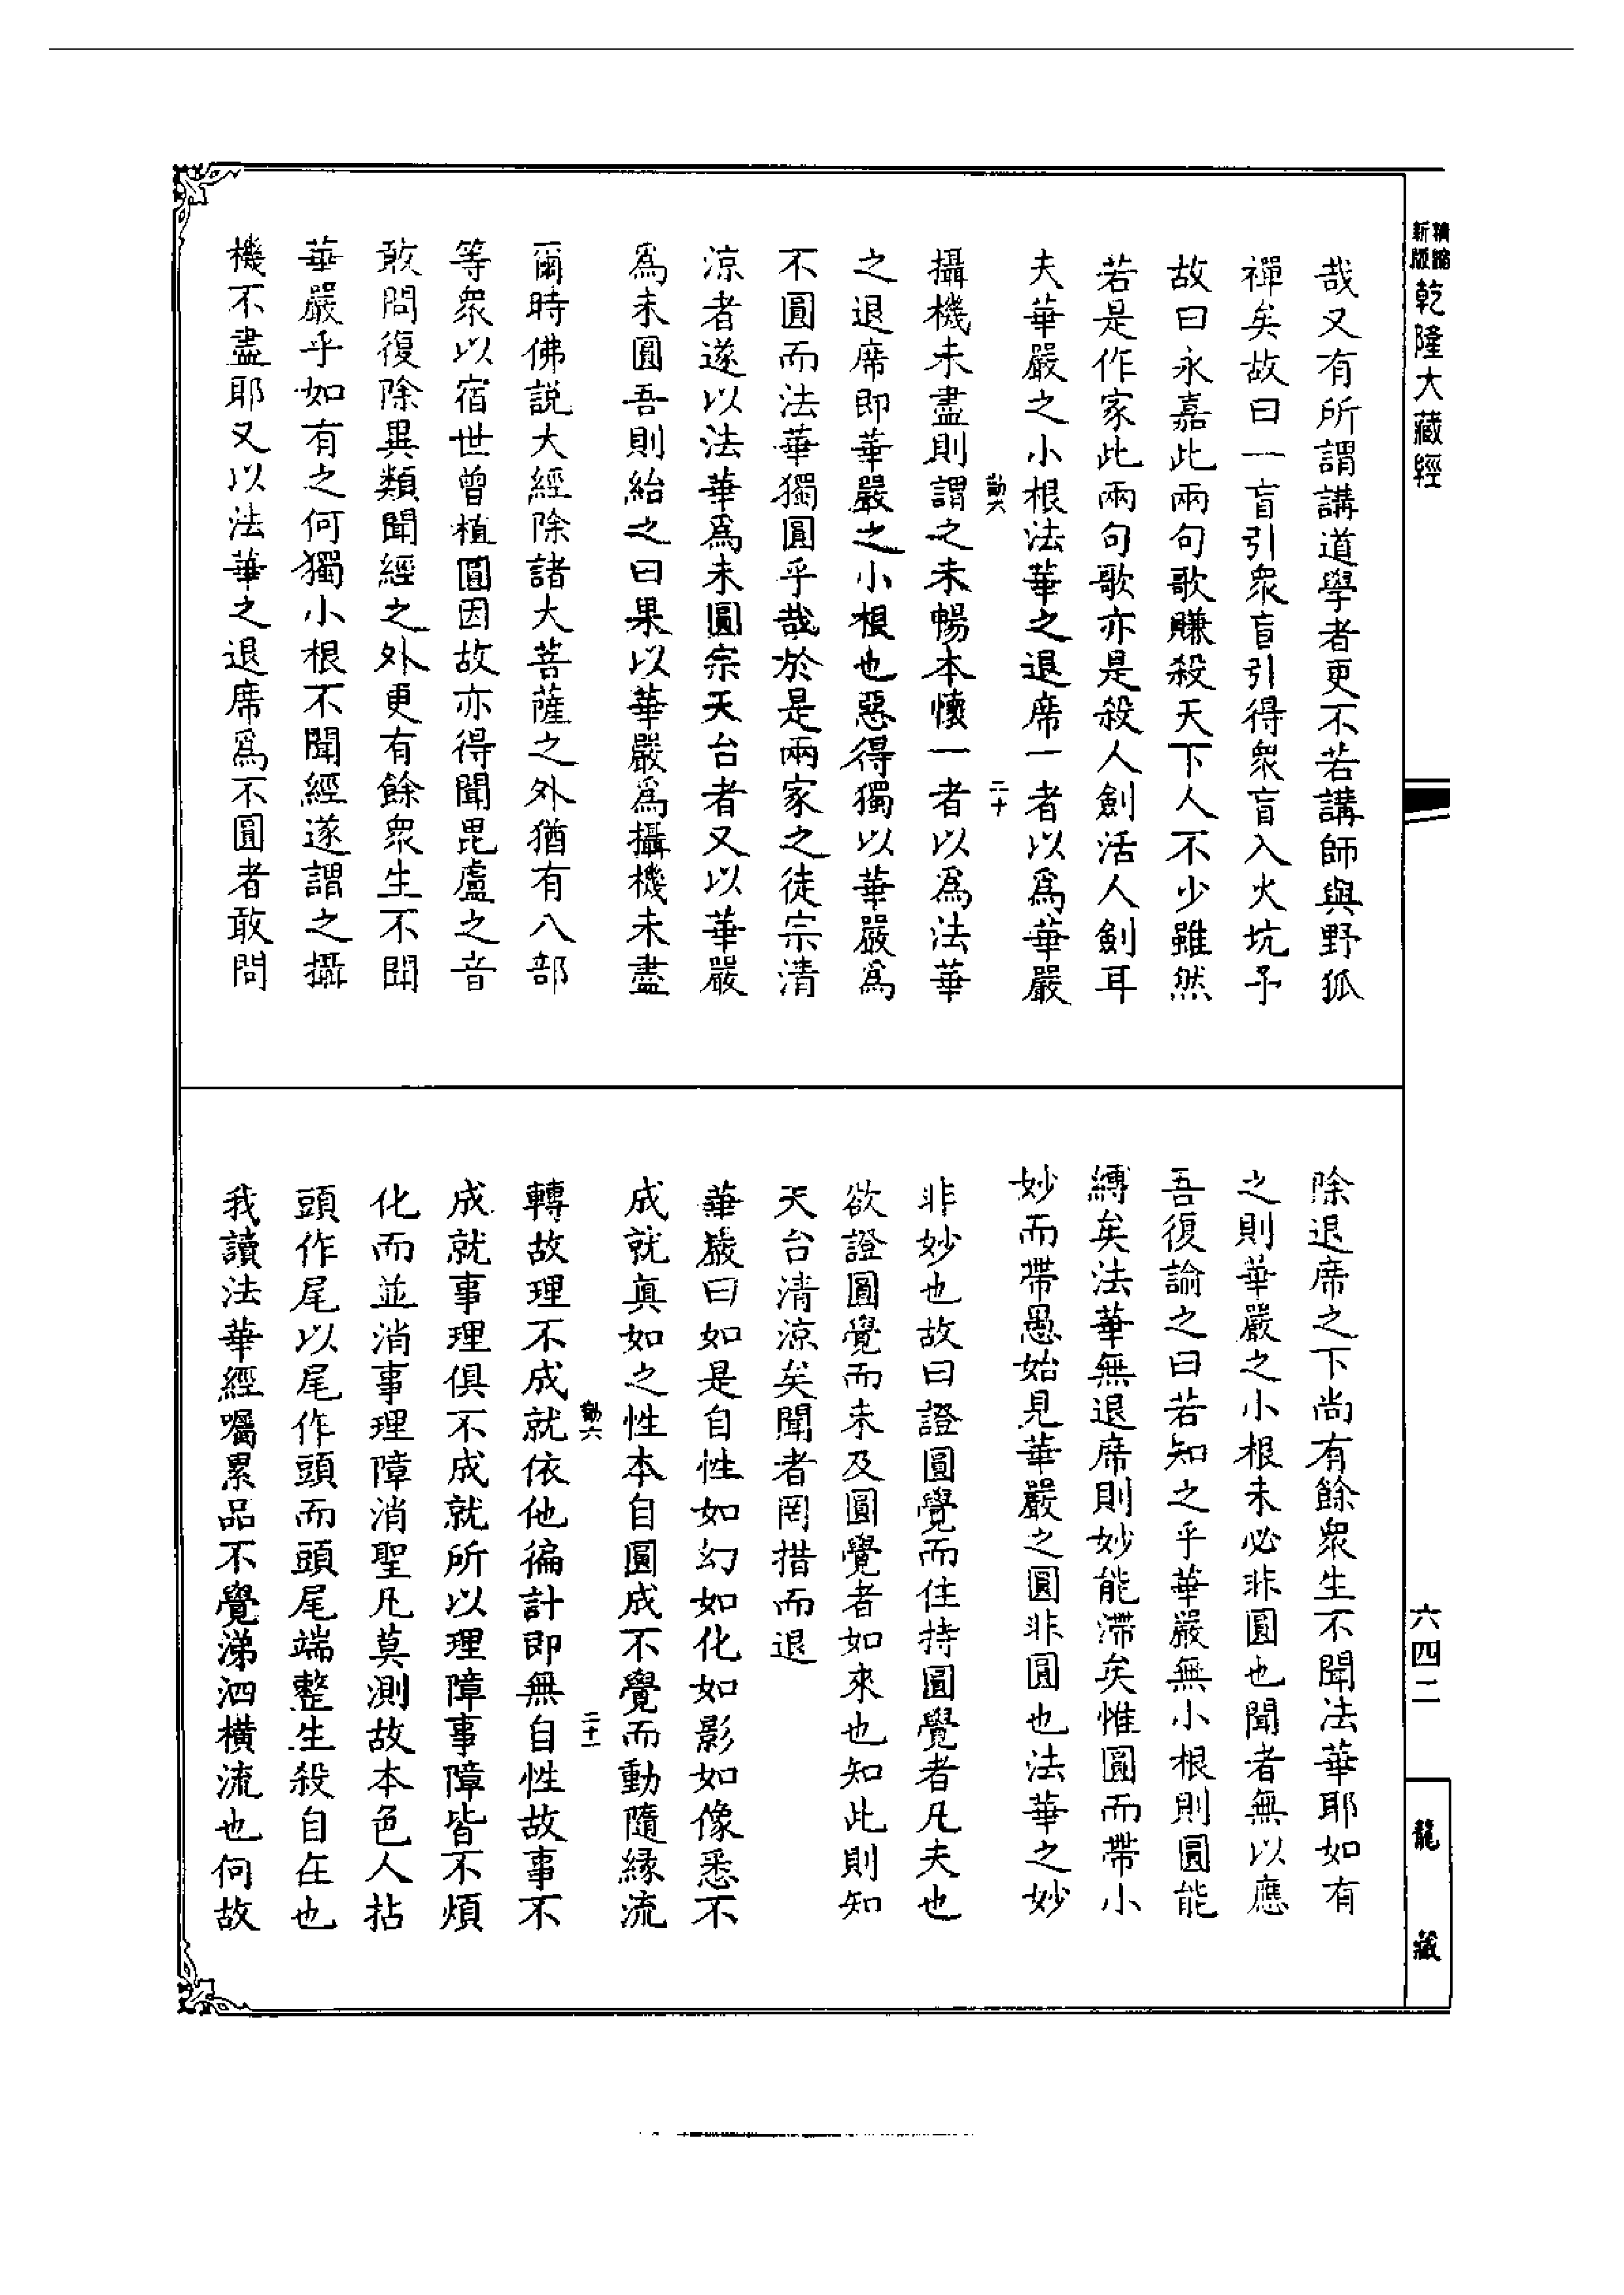 精縮
新版
乾隆大藏經
哉又有所謂講道學者更不若講師與野狐
禪矣故曰一盲引衆盲引得衆盲入火坑予
故曰永嘉此兩句歌賺殺天下人不少雖然
若是作家此兩句歌亦是殺人劍活人劍耳
夫華嚴之小根法華之退席一者以爲華嚴
勤六
二十
攝機未盡則謂之未暢本懷一者以爲法華
之退席即華嚴之小根也惡得獨以華嚴爲
不圓而法華獨圓乎哉於是兩家之徒宗清
涼者遂以法華爲未圓宗天台者又以華嚴
爲未圓吾則紿之曰果以華嚴爲攝機未盡
爾時佛説大經除諸大菩薩之外猶有八部
等衆以宿世曾植圓因故亦得聞毘盧之音
敢問復除異類聞經之外更有餘衆生不聞
華嚴乎如有之何獨小根不聞經遂謂之攝
機不盡耶又以法華之退席爲不圓者敢問
除退席之下尚有餘衆生不聞法華耶如有
之則華嚴之小根未必非圓也聞者無以應
吾復諭之曰若知之乎華嚴無小根則圓能
縛矣法華無退席則妙能滯矣惟圓而帶小
妙而帶愚始見華嚴之圓非圓也法華之妙
非妙也故曰證圓覺而住持圓覺者凡夫也
欲證圓覺而未及圓覺者如來也知此則知
天台清涼矣聞者罔措而退
華嚴曰如是自性如幻如化如影如像悉不
成就真如之性本自圓成不覺而動隨緣流
勤六
二十一
轉故理不成就依他徧計即無自性故事不
成就事理俱不成就所以理障事障皆不煩
化而並消事理障消聖凡莫測故本色人拈
頭作尾以尾作頭而頭尾端整生殺自在也
我讀法華經囑累品不覺涕泗橫流也何故
六四二
龍藏